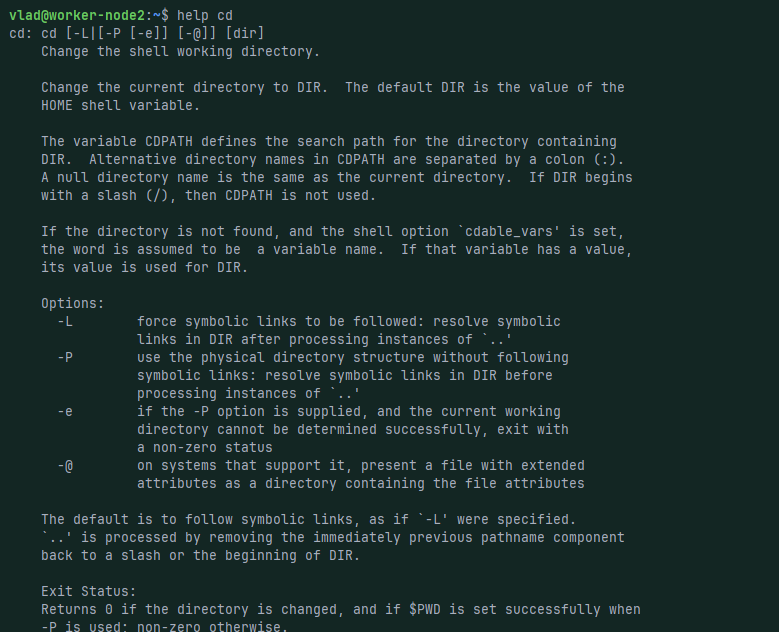 vlad@worker-node2:~$ help cd
cd: cd [-L|[-P [-e]] [-@]] [dir]
    Change the shell working directory.

    Change the current directory to DIR.  The default DIR is the value of the
    HOME shell variable.

    The variable CDPATH defines the search path for the directory containing
    DIR.  Alternative directory names in CDPATH are separated by a colon (:).
    A null directory name is the same as the current directory.  If DIR begins
    with a slash (/), then CDPATH is not used.

    If the directory is not found, and the shell option `cdable_vars' is set,
    the word is assumed to be  a variable name.  If that variable has a value,
    its value is used for DIR.

    Options:
      -L        force symbolic links to be followed: resolve symbolic
                links in DIR after processing instances of `..'
      -P        use the physical directory structure without following
                symbolic links: resolve symbolic links in DIR before
                processing instances of `..'
      -e        if the -P option is supplied, and the current working
                directory cannot be determined successfully, exit with
                a non-zero status
      -@        on systems that support it, present a file with extended
                attributes as a directory containing the file attributes

    The default is to follow symbolic links, as if `-L' were specified.
    `..' is processed by removing the immediately previous pathname component
    back to a slash or the beginning of DIR.

    Exit Status:
    Returns 0 if the directory is changed, and if $PWD is set successfully when
    -P is used; non-zero otherwise.